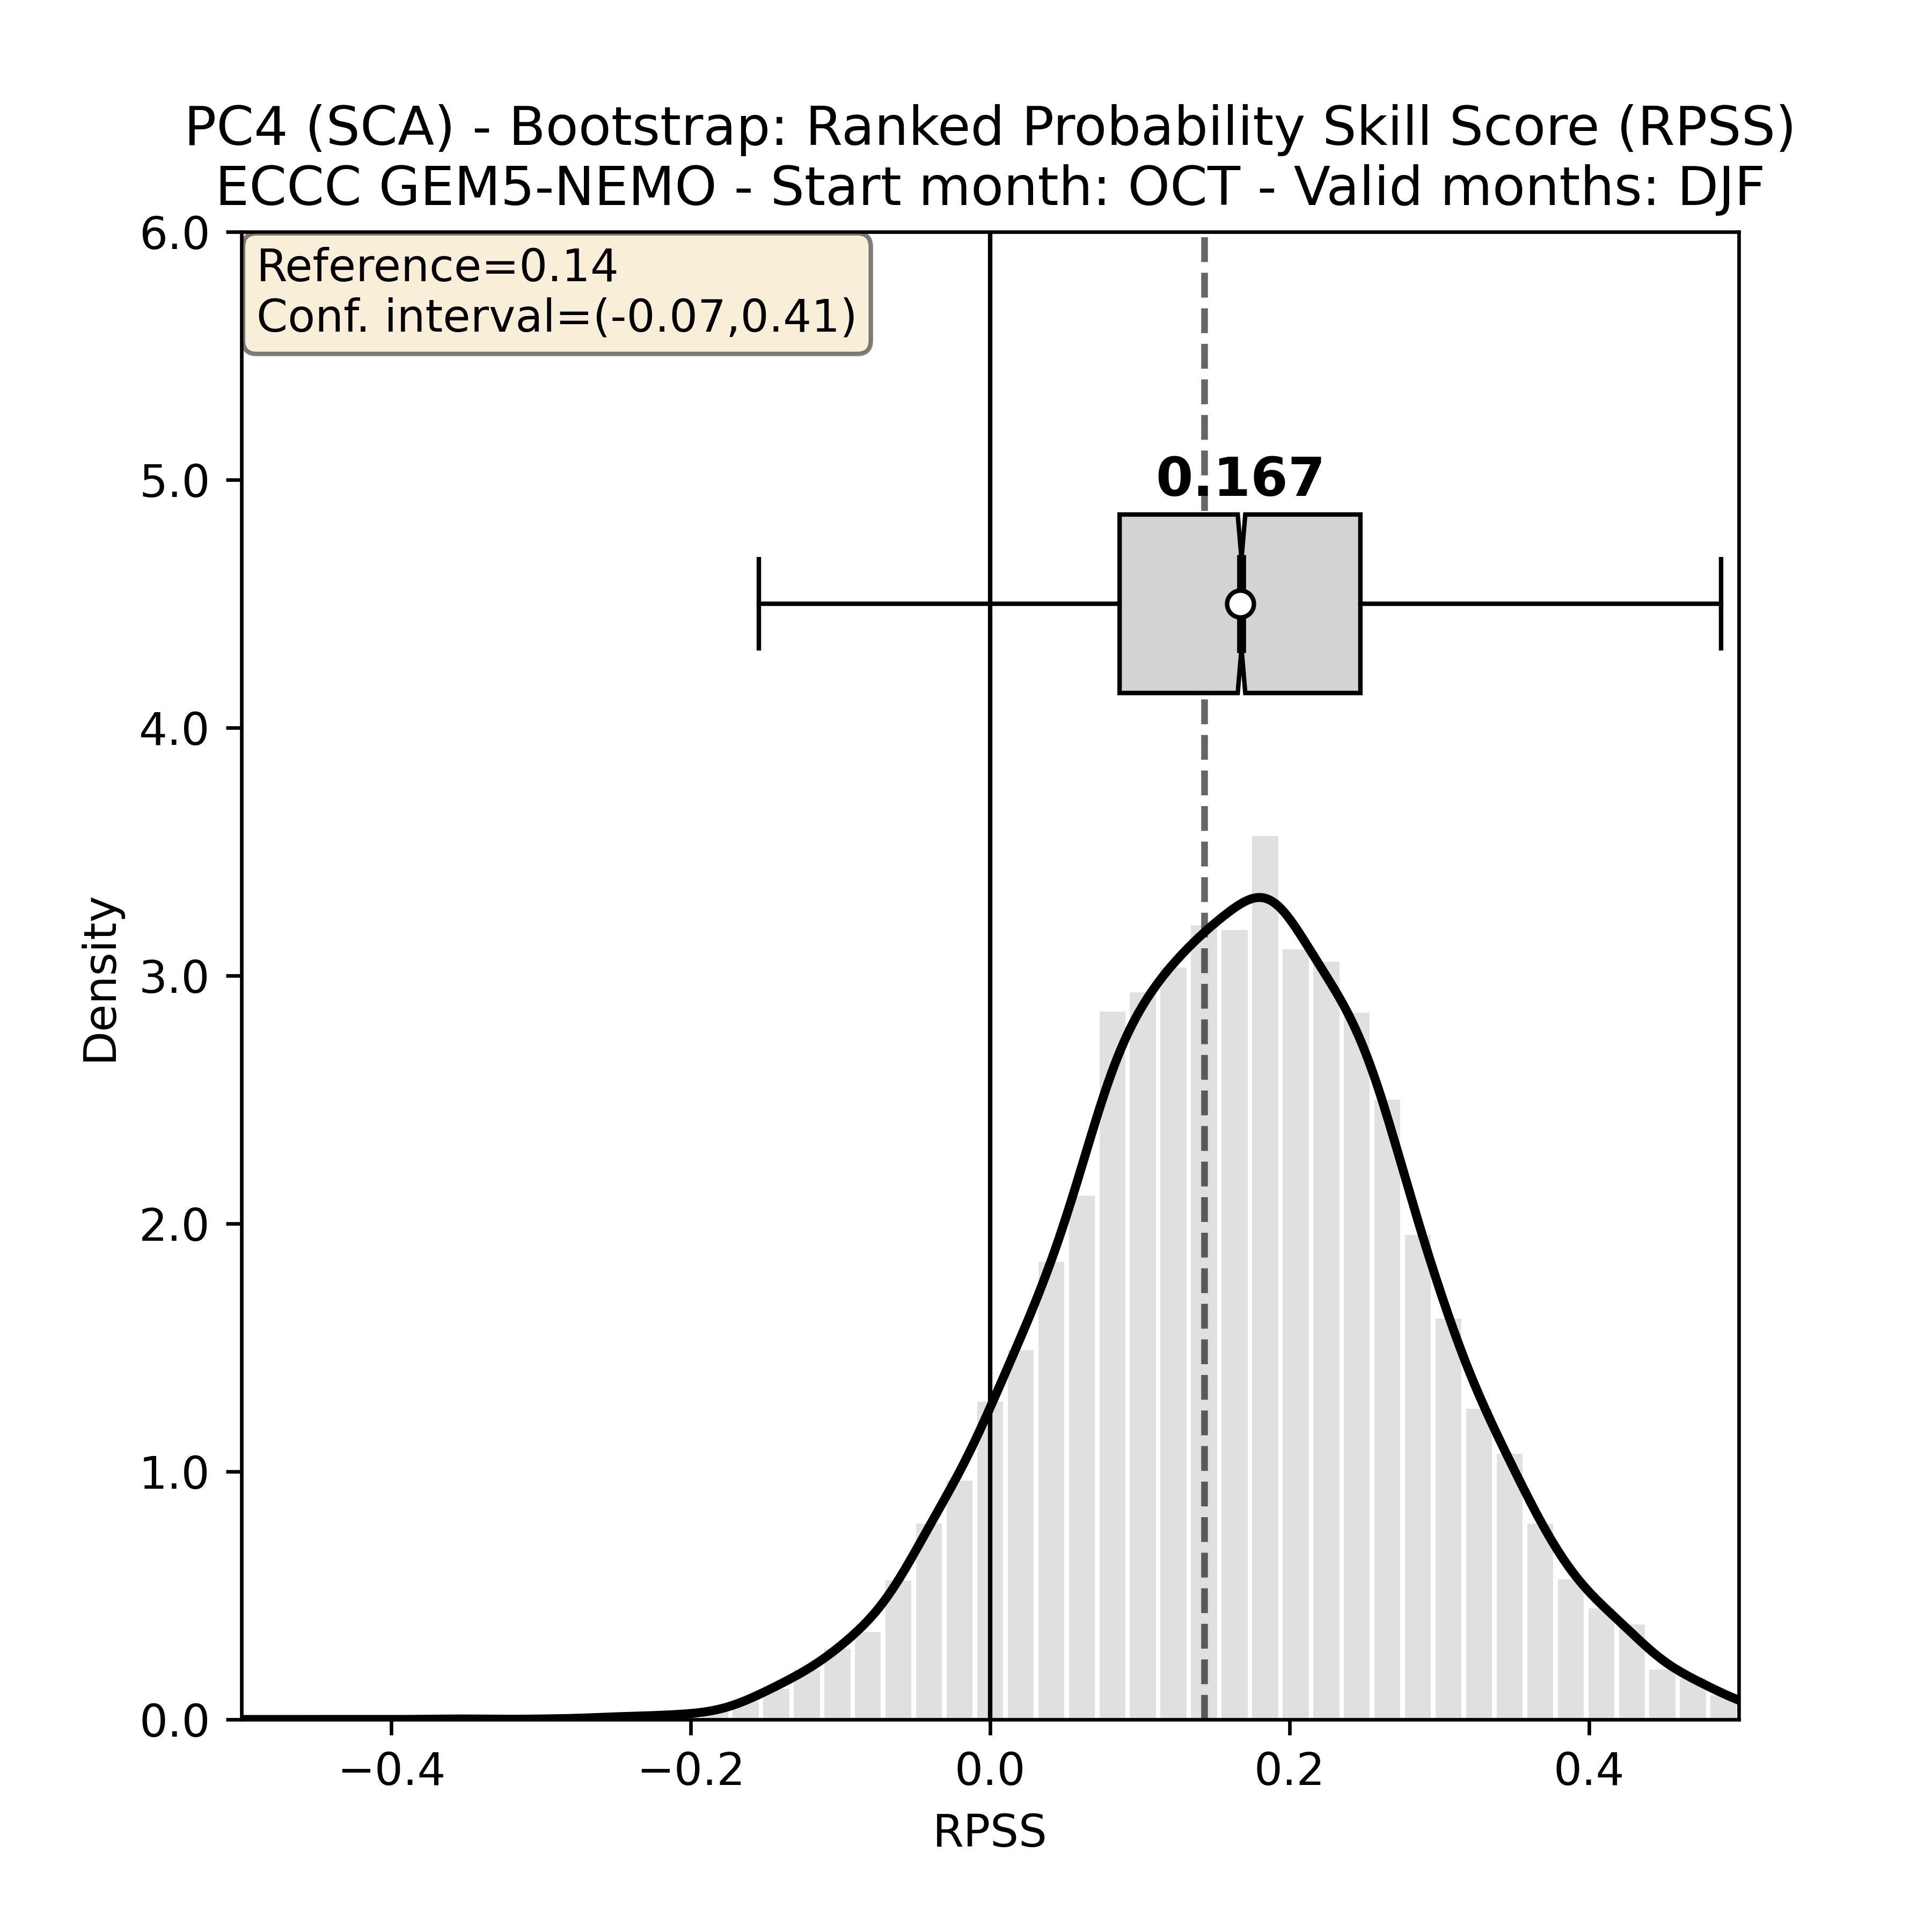 PC4 (SCA) - Bootstrap: Ranked Probability Skill Score (RPSS)
ECCC GEM5-NEMO - Start month: OCT - Valid months: DJF
Reference=0.14
Conf. interval=(-0.07,0.41)
0.167
6.0
5.0
4.0
3.0
2.0
1.0
0.0
Density
−0.4 −0.2 0.0 0.2 0.4
RPSS